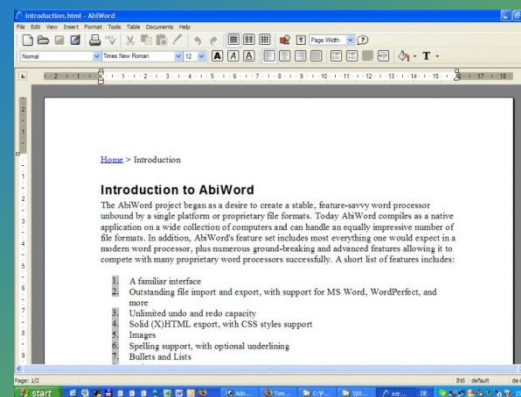 Introduction.html - AbiWord
File Edit View Insert Format Tools Table Documents Help
Page Width
Normal
Times New Roman
12
Home > Introduction
Introduction to AbiWord
The AbiWord project began as a desire to create a stable, feature-savvy word processor
unbound by a single platform or proprietary file formats. Today AbiWord compiles as a native
application on a wide collection of computers and can handle an equally impressive number of
file formats. In addition, AbiWord's feature set includes most everything one would expect in a
modern word processor, plus numerous ground-breaking and advanced features allowing it to
compete with many proprietary word processors successfully. A short list of features includes:
1. A familiar interface
2. Outstanding file import and export, with support for MS Word, WordPerfect, and
more
3. Unlimited undo and redo capacity
4. Solid (X)HTML export, with CSS styles support
5. Images
6. Spelling support, with optional underlining
7. Bullets and Lists
Page: 1/2
INS default
start
DE